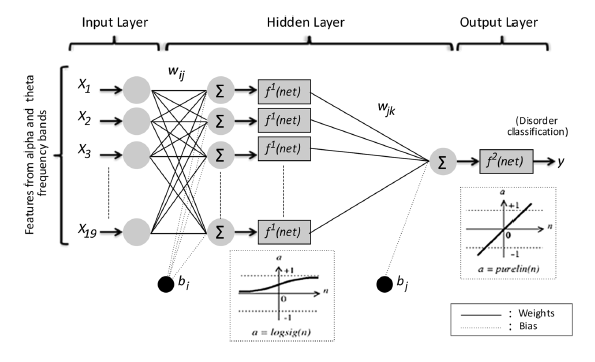 Input Layer
Hidden Layer
Output Layer
Features from alpha and theta
frequency bands
X1
X2
X3
X19
wij
Σ
Σ
Σ
Σ
f¹(net)
f¹(net)
f¹(net)
f¹(net)
wjk
Σ
(Disorder
classification)
f²(net)
y
bi
bj
a
+1
n
0
-1
a = logsig(n)
a
+1
n
0
-1
a = purelin(n)
: Weights
: Bias